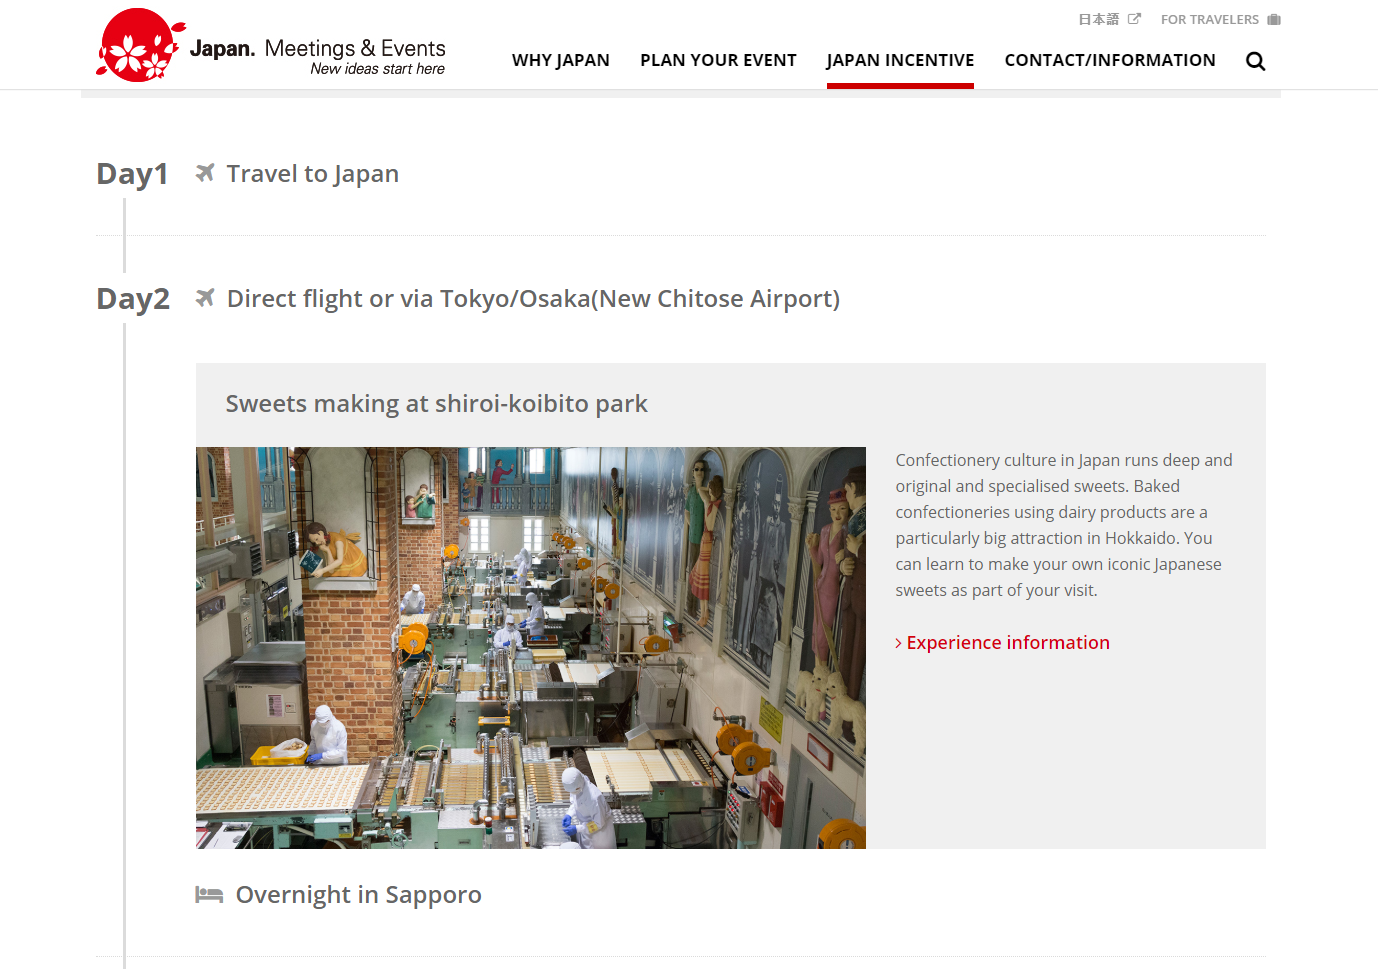 日本語
FOR TRAVELERS
Japan. Meetings & Events
New ideas start here
WHY JAPAN
PLAN YOUR EVENT
JAPAN INCENTIVE
CONTACT/INFORMATION
Day1
Travel to Japan
Day2
Direct flight or via Tokyo/Osaka(New Chitose Airport)
Sweets making at shiroi-koibito park
Confectionery culture in Japan runs deep and
original and specialised sweets. Baked
confectioneries using dairy products are a
particularly big attraction in Hokkaido. You
can learn to make your own iconic Japanese
sweets as part of your visit.
Experience information
Overnight in Sapporo